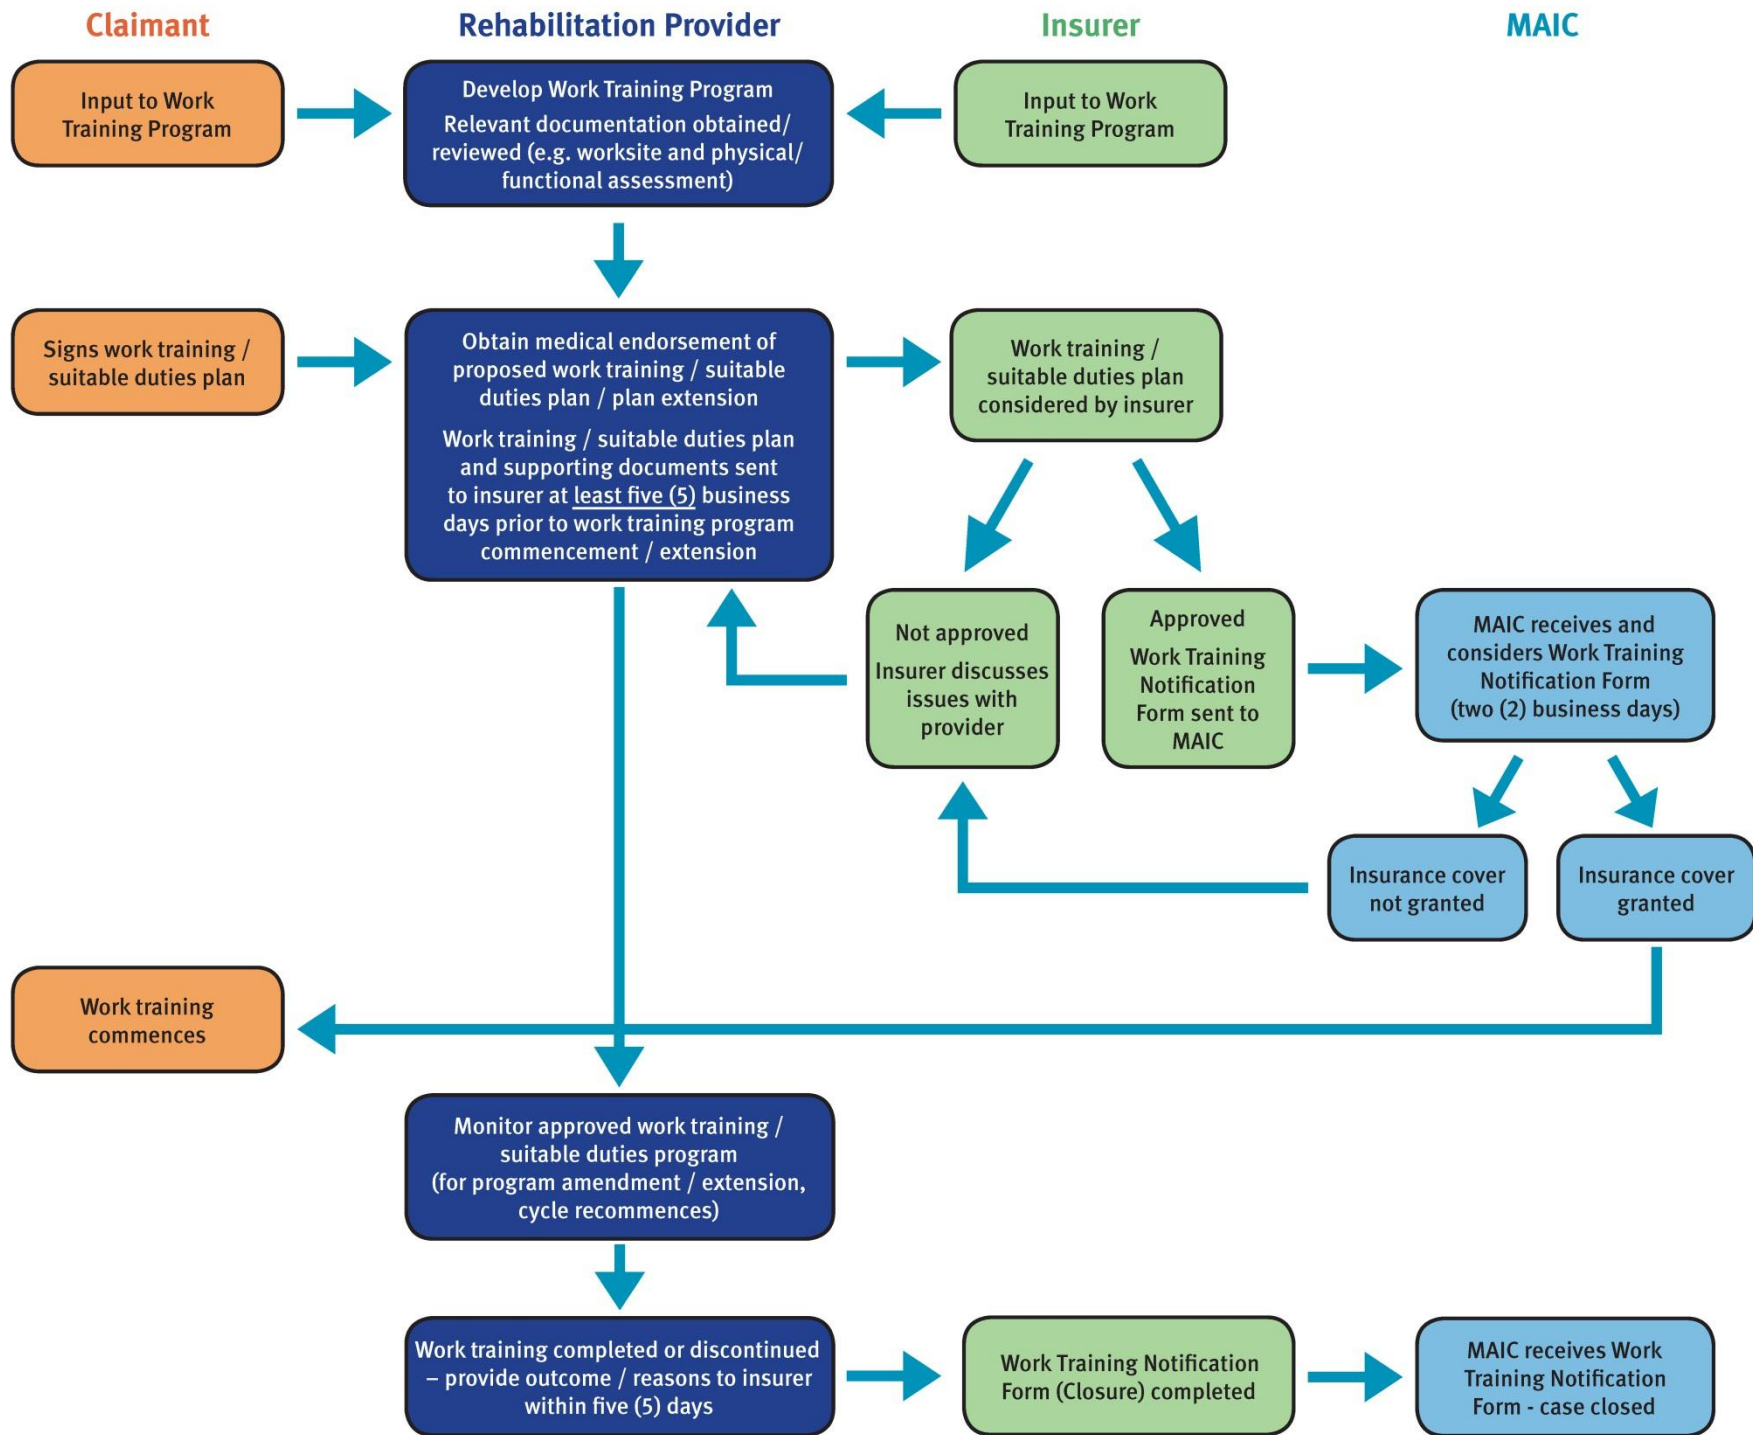 Claimant
Rehabilitation Provider
Insurer
MAIC
Input to Work
Training Program
Develop Work Training Program
Relevant documentation obtained/
reviewed (e.g. worksite and physical/
functional assessment)
Input to Work
Training Program
Signs work training /
suitable duties plan
Obtain medical endorsement of
proposed work training / suitable
duties plan / plan extension
Work training / suitable duties plan
and supporting documents sent
to insurer at least five (5) business
days prior to work training program
commencement / extension
Work training /
suitable duties plan
considered by insurer
Not approved
Insurer discusses
issues with
provider
Approved
Work Training
Notification
Form sent to
MAIC
MAIC receives and
considers Work Training
Notification Form
(two (2) business days)
Insurance cover
not granted
Insurance cover
granted
Work training
commences
Monitor approved work training /
suitable duties program
(for program amendment / extension,
cycle recommences)
Work training completed or discontinued
– provide outcome / reasons to insurer
within five (5) days
Work Training Notification
Form (Closure) completed
MAIC receives Work
Training Notification
Form - case closed